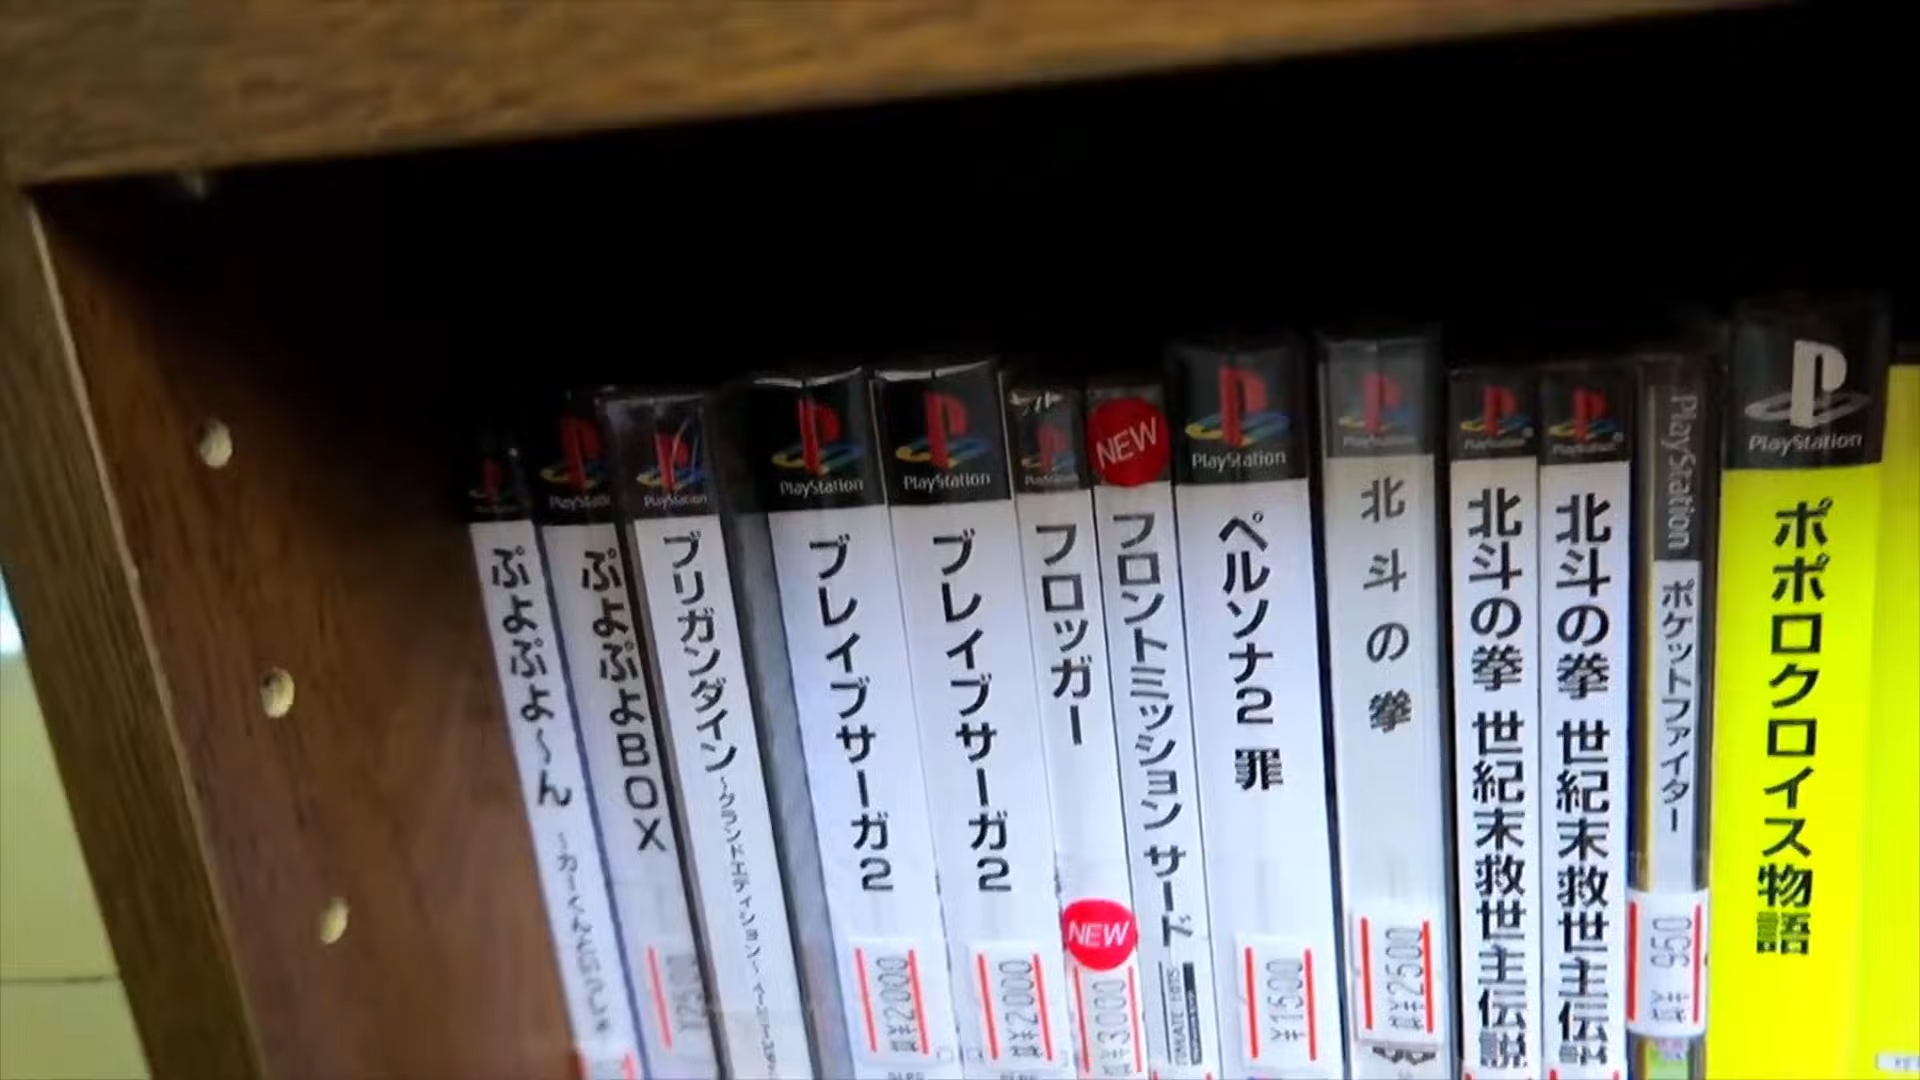 ぷよぷよ〜ん
PlayStation
ぷよぷよBOX
PlayStation
ブリガンダイン
〜グランドエディション〜
PlayStation
ブレイブサーガ2
¥2000
PlayStation
ブレイブサーガ2
¥2000
PlayStation
フロッガー
NEW
¥3000
NEW
フロントミッション サード
PlayStation
ペルソナ2 罪
¥1500
PlayStation
北斗の拳
¥2500
PlayStation
北斗の拳 世紀末救世主伝説
PlayStation
北斗の拳 世紀末救世主伝説
PlayStation
ポケットファイター
¥950
PlayStation
ポポロクロイス物語